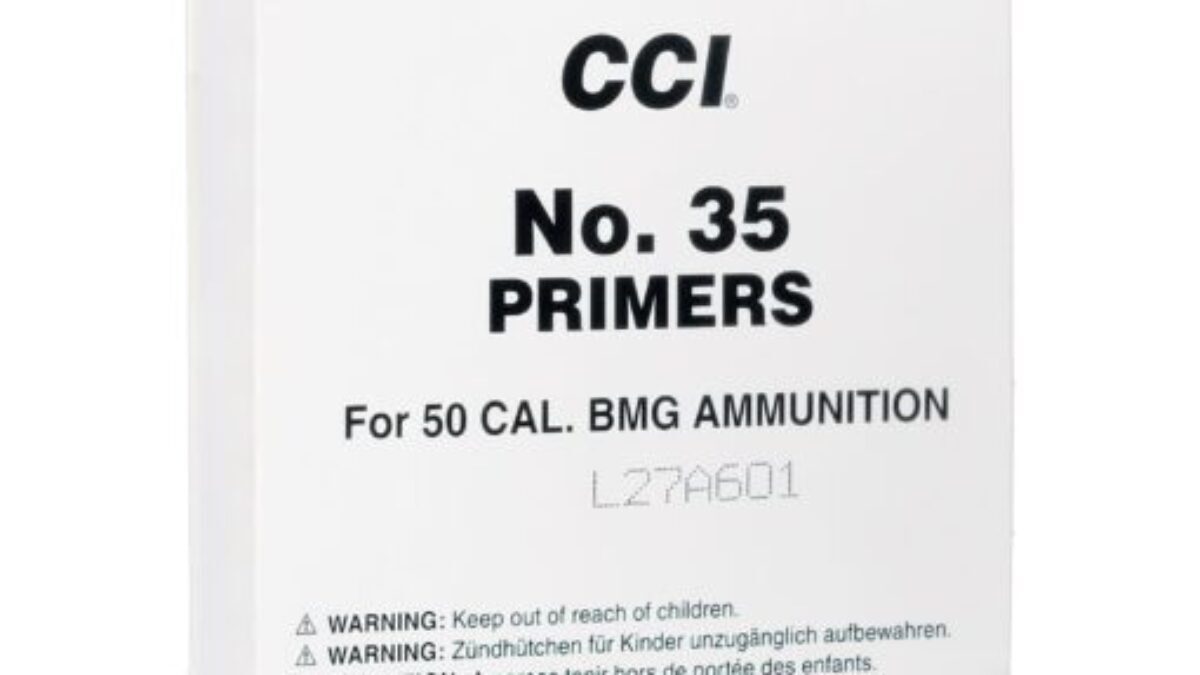 CCI®
No. 35
PRIMERS
For 50 CAL. BMG AMMUNITION
L27A601
⚠ WARNING: Keep out of reach of children.
⚠ WARNING: Zündhütchen für Kinder unzugänglich aufbewahren.
tenir hors de portée des enfants.